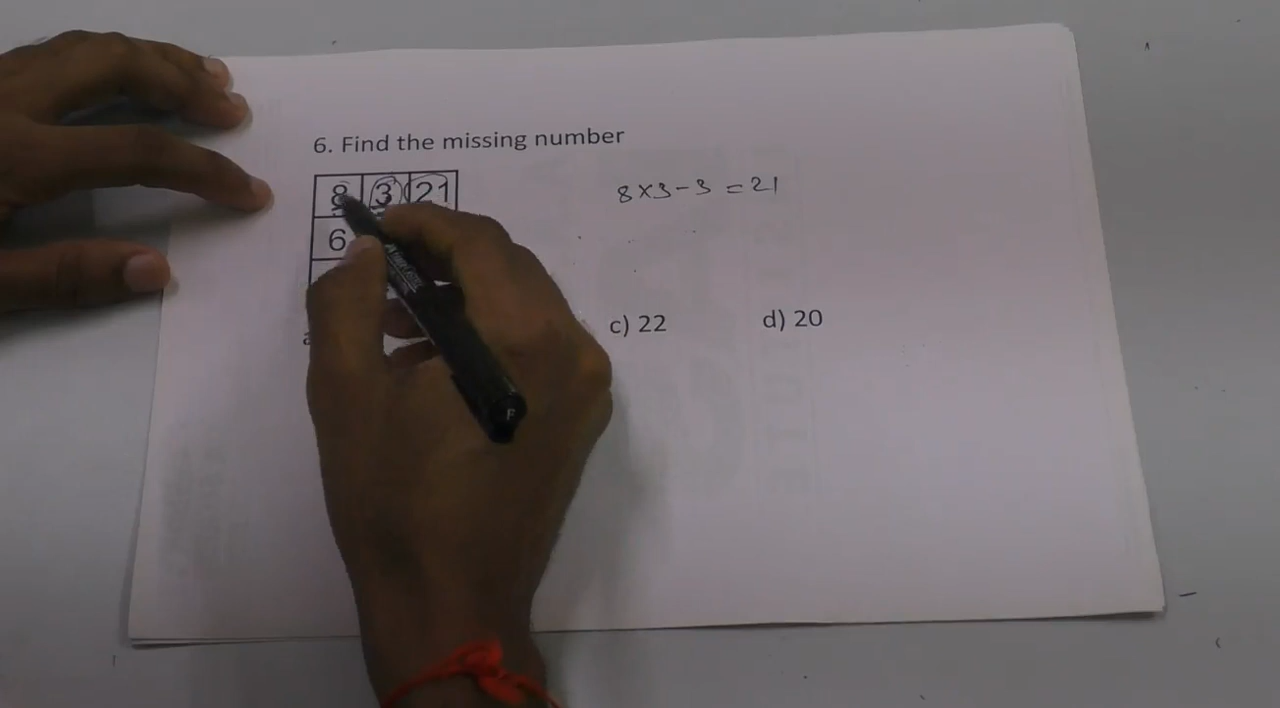 6. Find the missing number
8 3 21
8×3-3=21
6
c) 22 d) 20